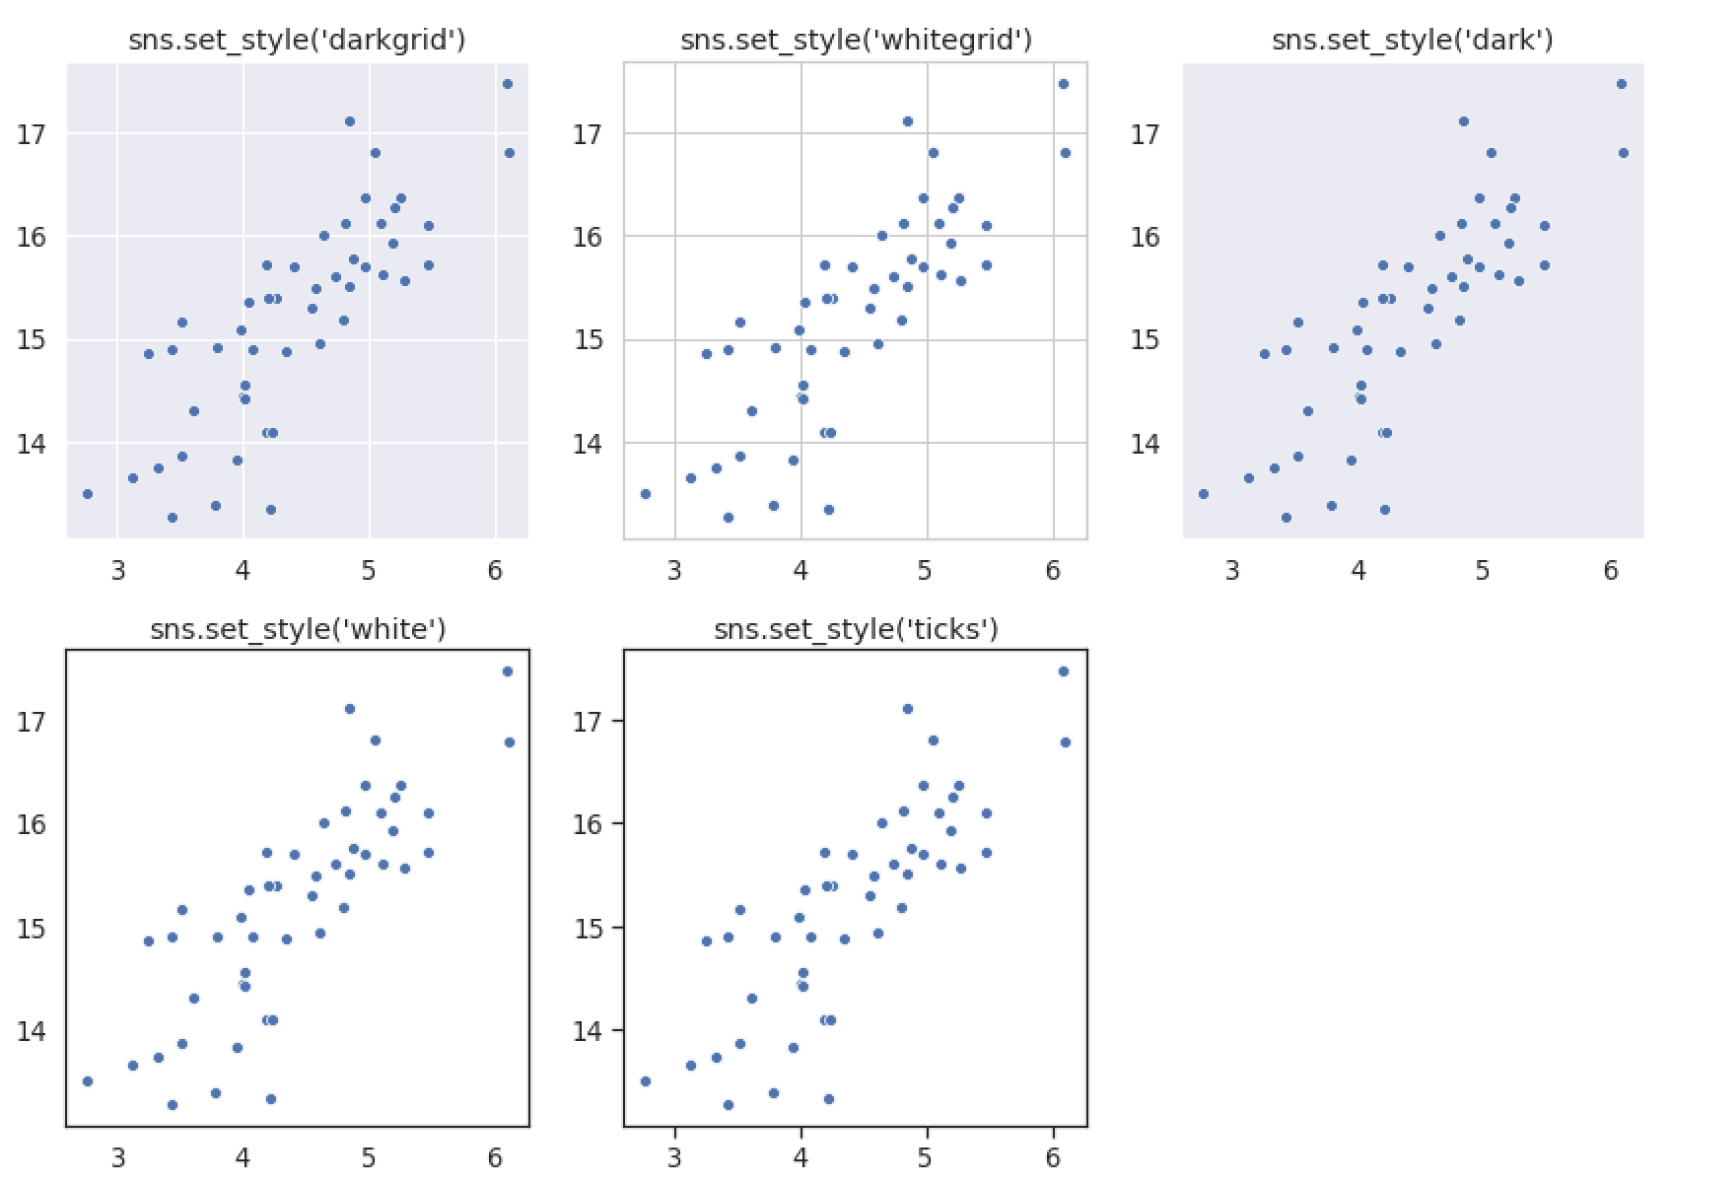 sns.set_style('darkgrid')
17
16
15
14
3 4 5 6
sns.set_style('whitegrid')
17
16
15
14
3 4 5 6
sns.set_style('dark')
17
16
15
14
3 4 5 6
sns.set_style('white')
17
16
15
14
3 4 5 6
sns.set_style('ticks')
17
16
15
14
3 4 5 6